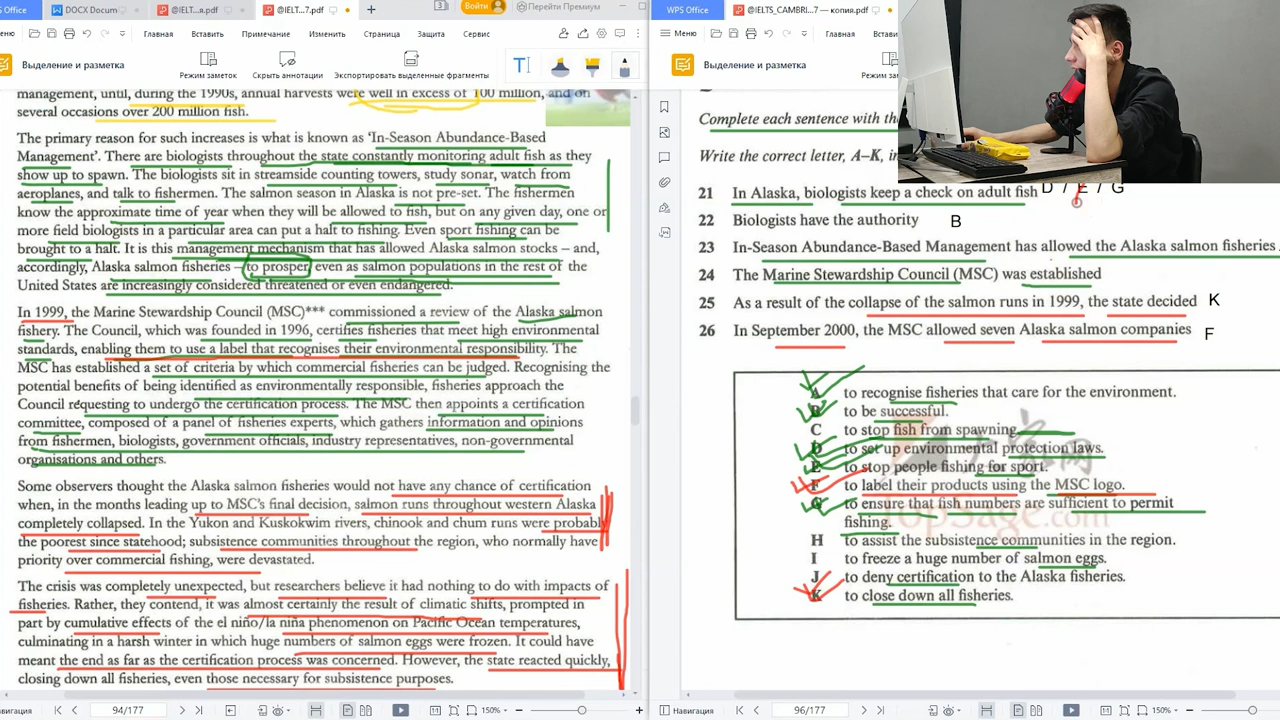 Office
DOCX Docum
@IELT...я.pdf
@IELT...7.pdf
+
3
Войти
Перейти Премиум
WPS Office
@IELTS_CAMBRI...7 — копия.pdf
Главная
Вставить
Примечание
Изменить
Страница
Защита
Сервис
Меню
Главная
Выделение и разметка
Режим заметок
Скрыть аннотации
Экспортировать выделенные фрагменты
T
Выделение и разметка
management, until, during the 1990s, annual harvests were well in excess of 100 million, and on
several occasions over 200 million fish.
The primary reason for such increases is what is known as ‘In-Season Abundance-Based
Management’. There are biologists throughout the state constantly monitoring adult fish as they
show up to spawn. The biologists sit in streamside counting towers, study sonar, watch from
aeroplanes, and talk to fishermen. The salmon season in Alaska is not pre-set. The fishermen
know the approximate time of year when they will be allowed to fish, but on any given day, one or
more field biologists in a particular area can put a halt to fishing. Even sport fishing can be
brought to a halt. It is this management mechanism that has allowed Alaska salmon stocks – and,
accordingly, Alaska salmon fisheries – to prosper, even as salmon populations in the rest of the
United States are increasingly considered threatened or even endangered.
In 1999, the Marine Stewardship Council (MSC)*** commissioned a review of the Alaska salmon
fishery. The Council, which was founded in 1996, certifies fisheries that meet high environmental
standards, enabling them to use a label that recognises their environmental responsibility. The
MSC has established a set of criteria by which commercial fisheries can be judged. Recognising the
potential benefits of being identified as environmentally responsible, fisheries approach the
Council requesting to undergo the certification process. The MSC then appoints a certification
committee, composed of a panel of fisheries experts, which gathers information and opinions
from fishermen, biologists, government officials, industry representatives, non-governmental
organisations and others.
Some observers thought the Alaska salmon fisheries would not have any chance of certification
when, in the months leading up to MSC’s final decision, salmon runs throughout western Alaska
completely collapsed. In the Yukon and Kuskokwim rivers, chinook and chum runs were probably
the poorest since statehood; subsistence communities throughout the region, who normally have
priority over commercial fishing, were devastated.
The crisis was completely unexpected, but researchers believe it had nothing to do with impacts of
fisheries. Rather, they contend, it was almost certainly the result of climatic shifts, prompted in
part by cumulative effects of the el niño/la niña phenomenon on Pacific Ocean temperatures,
culminating in a harsh winter in which huge numbers of salmon eggs were frozen. It could have
meant the end as far as the certification process was concerned. However, the state reacted quickly,
closing down all fisheries, even those necessary for subsistence purposes.
Complete each sentence with the
Write the correct letter, A–K,
21 In Alaska, biologists keep a check on adult fish D / E / G
22 Biologists have the authority B
23 In-Season Abundance-Based Management has allowed the Alaska salmon fisheries
24 The Marine Stewardship Council (MSC) was established
25 As a result of the collapse of the salmon runs in 1999, the state decided K
26 In September 2000, the MSC allowed seven Alaska salmon companies F
A to recognise fisheries that care for the environment.
B to be successful.
C to stop fish from spawning.
D to set up environmental protection laws.
E to stop people fishing for sport.
F to label their products using the MSC logo.
G to ensure that fish numbers are sufficient to permit
fishing.
H to assist the subsistence communities in the region.
I to freeze a huge number of salmon eggs.
J to deny certification to the Alaska fisheries.
K to close down all fisheries.
TopSage.com
авигация
94/177
150%
Навигация
96/177
150%